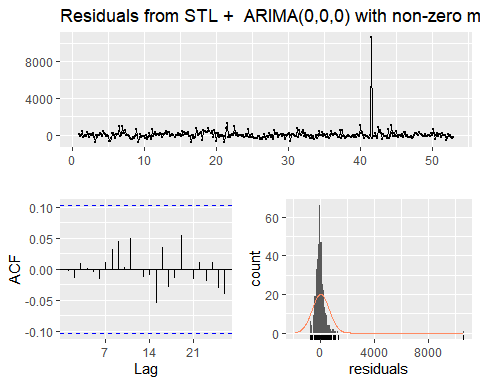 Residuals from STL + ARIMA(0,0,0) with non-zero m
8000
4000
0
0 10 20 30 40 50
ACF
0.10
0.05
0.00
-0.05
-0.10
7 14 21
Lag
count
60
40
20
0
0 4000 8000
residuals